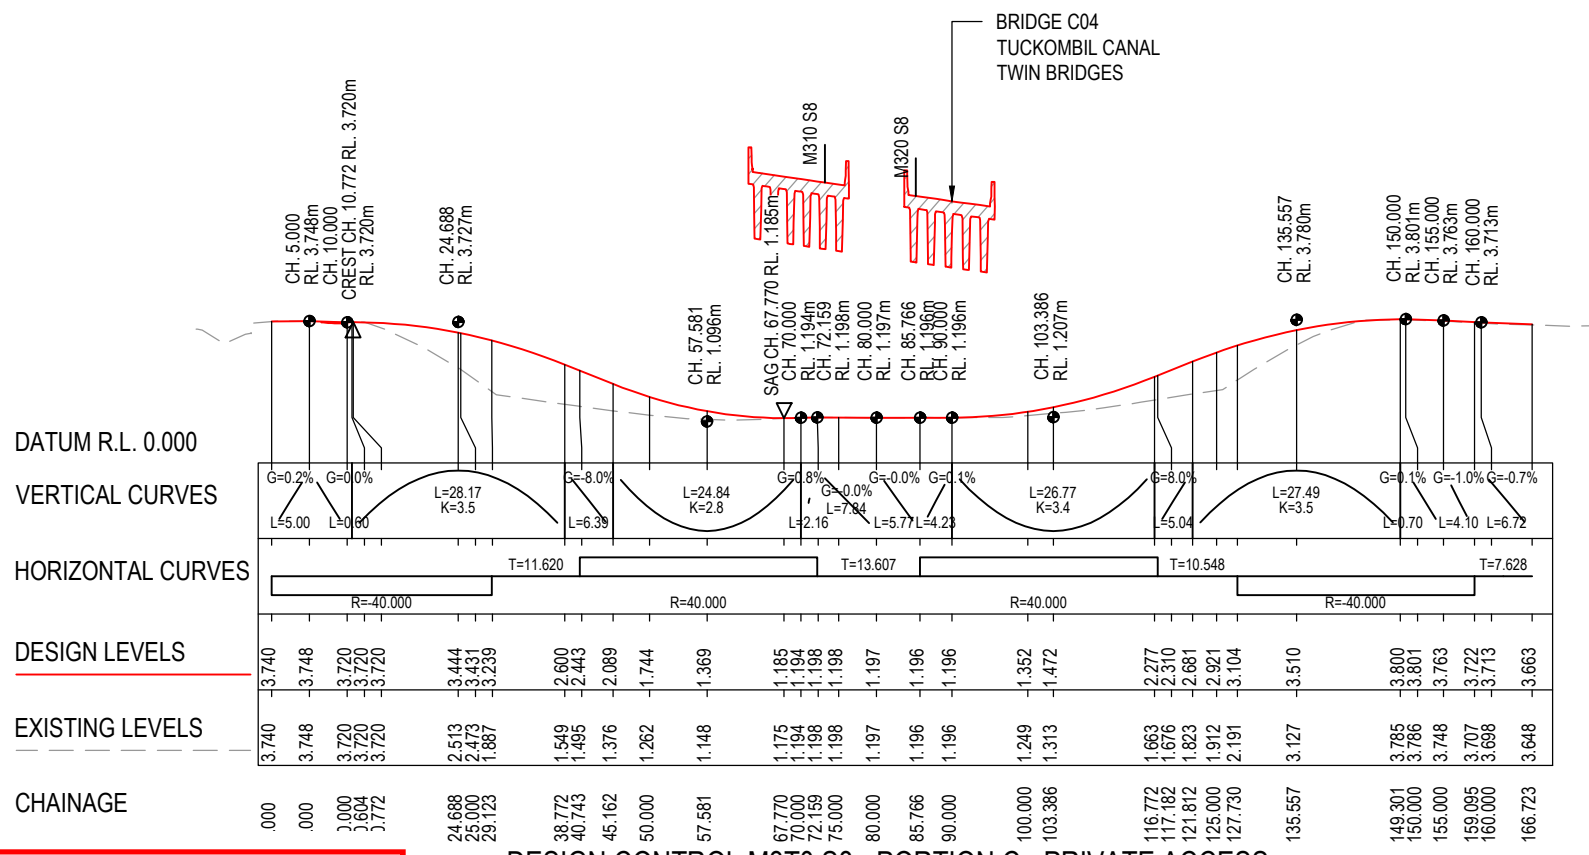 BRIDGE C04
TUCKOMBIL CANAL
TWIN BRIDGES
M310 S8
M320 S8
CH. 5.000
RL. 3.748m
CH. 10.000
CREST CH. 10.772 RL. 3.720m
RL. 3.720m
CH. 24.688
RL. 3.727m
CH. 57.581
RL. 1.096m
SAG CH. 67.770 RL. 1.185m
CH. 70.000
RL. 1.194m
CH. 72.159
RL. 1.198m
CH. 80.000
RL. 1.197m
CH. 85.766
RL. 1.196m
CH. 90.000
RL. 1.196m
CH. 103.386
RL. 1.207m
CH. 135.557
RL. 3.780m
CH. 150.000
RL. 3.801m
CH. 155.000
RL. 3.763m
CH. 160.000
RL. 3.713m
DATUM R.L. 0.000
VERTICAL CURVES
G=0.2% G=0.0% G=-8.0% G=0.8% G=-0.0% G=0.1% G=8.0% G=0.1% G=-1.0% G=-0.7%
L=28.17 L=24.84 G=-0.0% L=26.77 L=27.49
K=3.5 K=2.8 L=7.84 K=3.4 K=3.5
L=5.00 L=0.60 L=6.39 L=2.16 L=5.77 L=4.23 L=5.04 L=0.70 L=4.10 L=6.72
HORIZONTAL CURVES
T=11.620 T=13.607 T=10.548 T=7.628
R=-40.000 R=40.000 R=40.000 R=-40.000
DESIGN LEVELS
3.740 3.748 3.720 3.720 3.720 3.444 3.431 3.239 2.600 2.443 2.089 1.744 1.369 1.185 1.194 1.198 1.198 1.197 1.196 1.196 1.352 1.472 2.277 2.310 2.681 2.921 3.104 3.510 3.800 3.801 3.763 3.722 3.713 3.663
EXISTING LEVELS
3.740 3.748 3.720 3.720 3.720 2.513 2.473 1.887 1.549 1.495 1.376 1.262 1.148 1.175 1.194 1.198 1.198 1.197 1.196 1.196 1.249 1.313 1.663 1.676 1.823 1.912 2.191 3.127 3.785 3.786 3.748 3.707 3.698 3.648
CHAINAGE
.000 .000 0.000 0.604 0.772 24.688 25.000 29.123 38.772 40.743 45.162 50.000 57.581 67.770 70.000 72.159 75.000 80.000 85.766 90.000 100.000 103.386 116.772 117.182 121.812 125.000 127.730 135.557 149.301 150.000 155.000 159.095 160.000 166.723